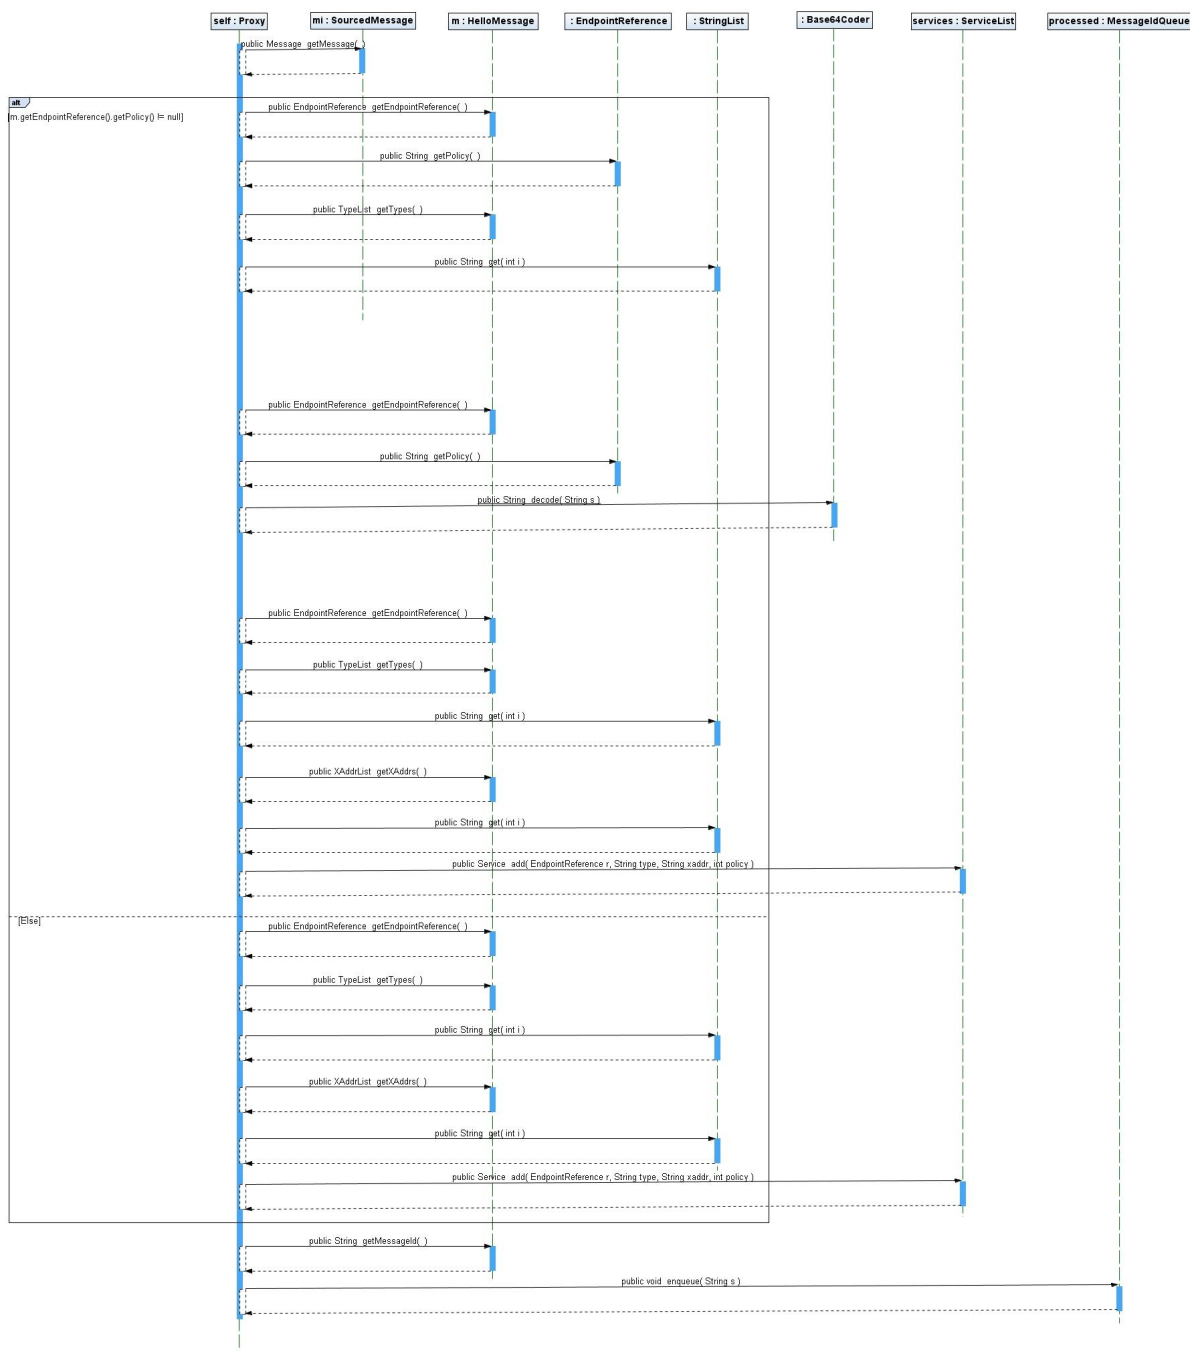 self : Proxy
mi : SourcedMessage
m : HelloMessage
: EndpointReference
: StringList
: Base64Coder
services : ServiceList
processed : MessageIdQueue
public Message getMessage( )
alt
[m.getEndpointReference().getPolicy() != null]
public EndpointReference getEndpointReference( )
public String getPolicy( )
public TypeList getTypes( )
public String get( int i )
public EndpointReference getEndpointReference( )
public String getPolicy( )
public String decode( String s )
public EndpointReference getEndpointReference( )
public TypeList getTypes( )
public String get( int i )
public XAddrList getXAddrs( )
public String get( int i )
public Service add( EndpointReference r, String type, String xaddr, int policy )
[Else]
public EndpointReference getEndpointReference( )
public TypeList getTypes( )
public String get( int i )
public XAddrList getXAddrs( )
public String get( int i )
public Service add( EndpointReference r, String type, String xaddr, int policy )
public String getMessageId( )
public void enqueue( String s )